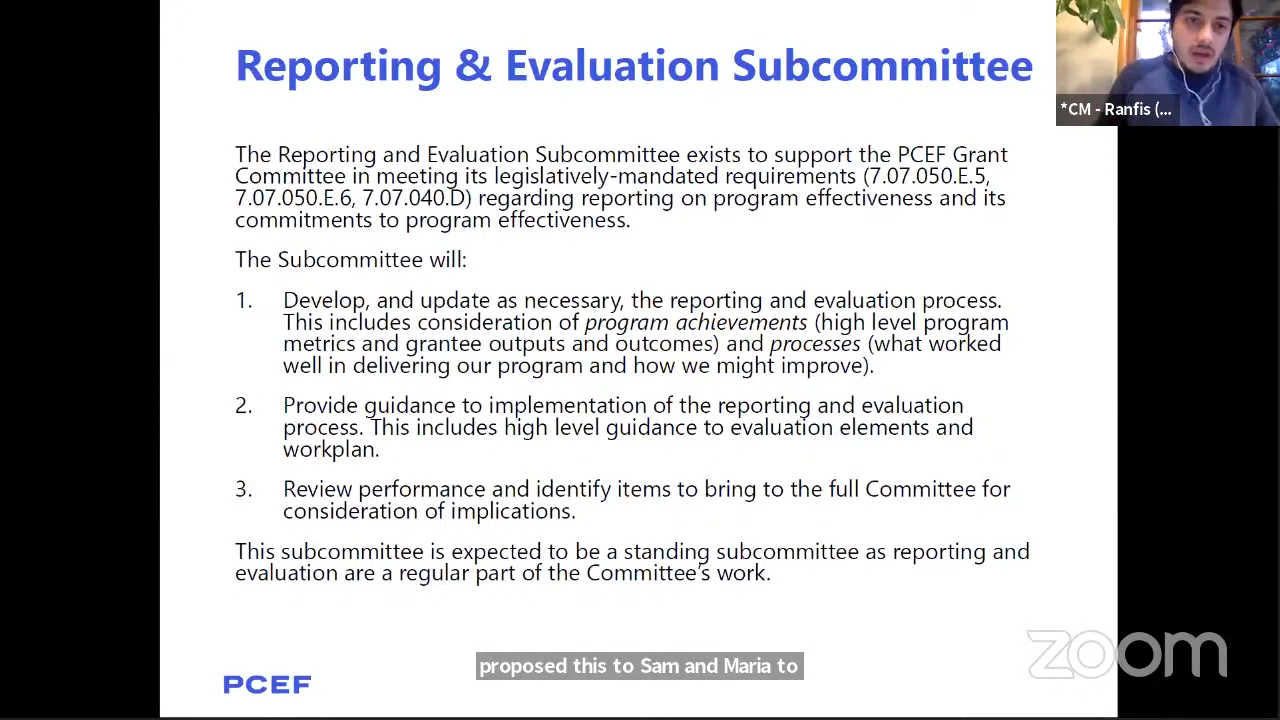 Reporting & Evaluation Subcommittee
*CM - Ranfis (...
The Reporting and Evaluation Subcommittee exists to support the PCEF Grant
Committee in meeting its legislatively-mandated requirements (7.07.050.E.5,
7.07.050.E.6, 7.07.040.D) regarding reporting on program effectiveness and its
commitments to program effectiveness.
The Subcommittee will:
1. Develop, and update as necessary, the reporting and evaluation process.
This includes consideration of program achievements (high level program
metrics and grantee outputs and outcomes) and processes (what worked
well in delivering our program and how we might improve).
2. Provide guidance to implementation of the reporting and evaluation
process. This includes high level guidance to evaluation elements and
workplan.
3. Review performance and identify items to bring to the full Committee for
consideration of implications.
This subcommittee is expected to be a standing subcommittee as reporting and
evaluation are a regular part of the Committee's work.
proposed this to Sam and Maria to
zoom
PCEF